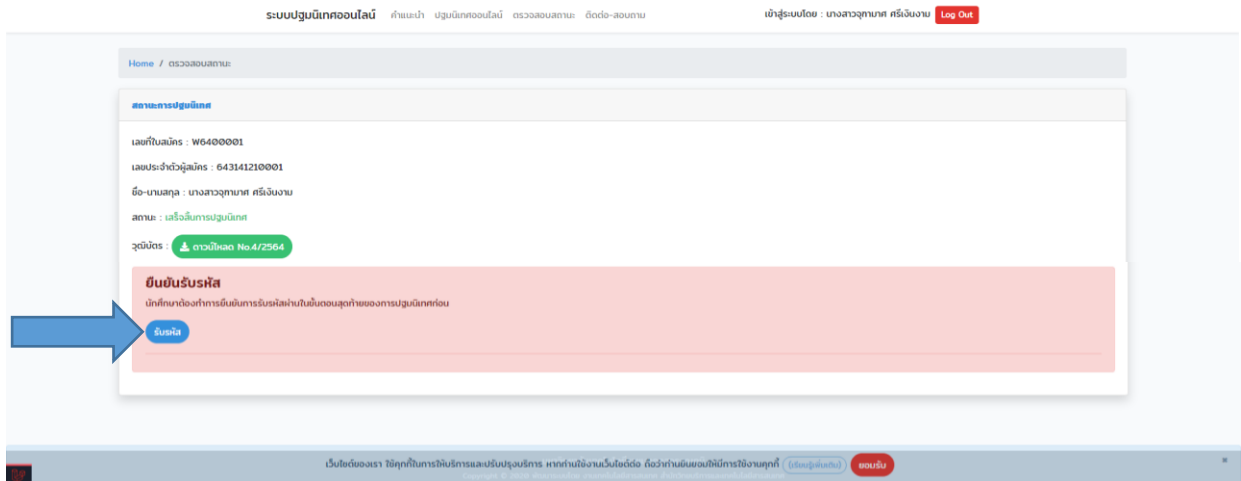 ระบบปฐมนิเทศออนไลน์ คำแนะนำ ปฐมนิเทศออนไลน์ ตรวจสอบสถานะ ติดต่อ-สอบถาม เข้าสู่ระบบโดย : นางสาวจุฑามาศ ศรีเงินงาม Log Out
Home / ตรวจสอบสถานะ
สถานะการปฐมนิเทศ
เลขที่ใบสมัคร : W6400001
เลขประจำตัวผู้สมัคร : 643141210001
ชื่อ-นามสกุล : นางสาวจุฑามาศ ศรีเงินงาม
สถานะ : เสร็จสิ้นการปฐมนิเทศ
วุฒิบัตร : ดาวน์โหลด No.4/2564
ยืนยันรับรหัส
นักศึกษาต้องทำการยืนยันการรับรหัสผ่านในขั้นตอนสุดท้ายของการปฐมนิเทศก่อน
รับรหัส
เว็บไซต์ของเรา ใช้คุกกี้ในการให้บริการและปรับปรุงบริการ หากท่านใช้งานเว็บไซต์ต่อ ถือว่าท่านยินยอมให้มีการใช้งานคุกกี้ (เรียนรู้เพิ่มเติม) ยอมรับ ×